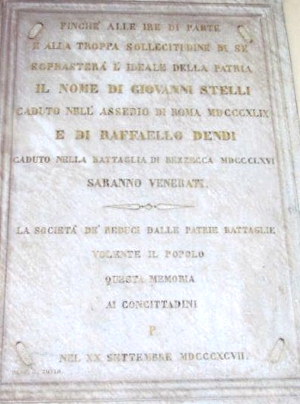 FINCHÈ ALLE IRE DI PARTE
E ALLA TROPPA SOLLECITUDINE DI SÈ
SOPRASTERÀ L'IDEALE DELLA PATRIA
IL NOME DI GIOVANNI STELLI
CADUTO NELL'ASSEDIO DI ROMA MDCCCXLIX
E DI RAFFAELLO DENDI
CADUTO NELLA BATTAGLIA DI BEZZECCA MDCCCLXVI
SARANNO VENERATI.
LA SOCIETÀ DE' REDUCI DALLE PATRIE BATTAGLIE
VOLENTE IL POPOLO
QUESTA MEMORIA
AI CONCITTADINI
P.
NEL XX SETTEMBRE MDCCCXCVII.